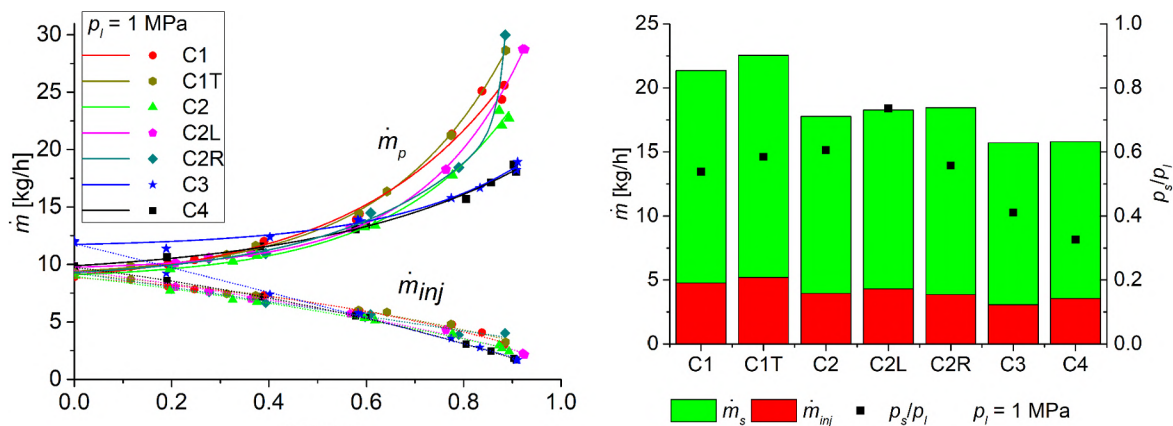 p_l = 1 MPa
C1
C1T
C2
C2L
C2R
C3
C4
ṁ_p
ṁ_inj
ṁ [kg/h]
35
30
25
20
15
10
5
0
0.0 0.2 0.4 0.6 0.8 1.0
ṁ [kg/h]
25
20
15
10
5
0
1.0
0.8
0.6
0.4
0.2
0.0
p_s/p_l
C1 C1T C2 C2L C2R C3 C4
ṁ_s ṁ_inj p_s/p_l p_l = 1 MPa